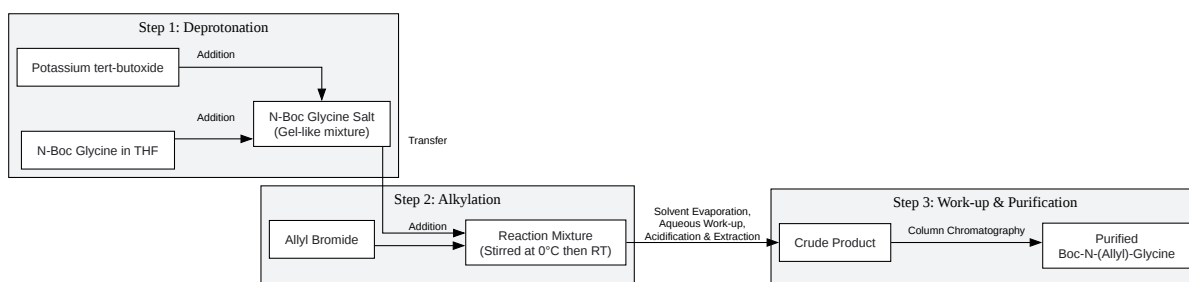 Step 1: Deprotonation
Addition
Potassium tert-butoxide
Addition
N-Boc Glycine Salt
(Gel-like mixture)
N-Boc Glycine in THF
Transfer
Step 2: Alkylation
Addition
Allyl Bromide
Reaction Mixture
(Stirred at 0°C then RT)
Solvent Evaporation,
Aqueous Work-up,
Acidification & Extraction
Step 3: Work-up & Purification
Crude Product
Column Chromatography
Purified
Boc-N-(Allyl)-Glycine